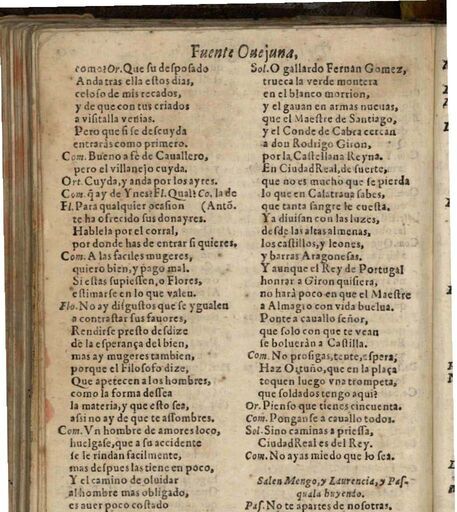 Fuente Ouejuna,
como? Or. Que su desposado
Anda tras ella estos dias,
celoso de mis recados,
y de que con tus criados
a visitalla venias.
Pero que si se descuyda
entraràs como primero.
Com. Bueno a fè de Cauallero,
pero el villanejo cuyda.
Ort. Cuyda, y anda por los ayres.
Com. q̃ ay de Ynes? Fl. Qual? Co. la de
Fl. Para qualquier ocasion (Antõ.
te ha ofrecido sus donayres.
Hablela por el corral,
por donde has de entrar si quieres,
Com. A las faciles mugeres,
quiero bien, y pago mal.
Si estas supiessen, o Flores,
estimarse en lo que valen.
Flo. No ay disgustos que se ygualen
a contrastar sus fauores,
Rendirse presto desdize
de la esperança del bien,
mas ay mugeres tambien,
porque el Filosofo dize,
Que apetecen a los hombres,
como la forma dessea
la materia, y que esto sea,
assi no ay de que te assombres.
Com. Vn hombre de amores loco,
huelgase, que a su accidente
se le rindan facilmente,
mas despues las tiene en poco,
Y el camino de oluidar
al hombre mas obligado,
es auer poco costado
Sol. O gallardo Fernan Gomez,
trueca la verde montera
en el blanco morrion,
y el gauan en armas nueuas,
que el Maestre de Santiago,
y el Conde de Cabra cercan
a don Rodrigo Giron,
por la Castellana Reyna.
En Ciudad Real, de suerte,
que no es mucho que se pierda
lo que en Calatraua sabes,
que tanta sangre le cuesta.
Ya diuisan con las luzes,
desde las altas almenas,
los castillos, y leones,
y barras Aragonesas.
Y aunque el Rey de Portugal
honrar a Giron quisiera,
no harà poco en que el Maestre
a Almagro con vida buelua.
Ponte a cauallo señor,
que solo con que te vean
se bolueràn a Castilla.
Com. No prosigas, tente, espera,
Haz Ortuño, que en la plaça
toquen luego vna trompeta,
que soldados tengo aqui?
Or. Pienso que tienes cincuenta.
Com. Ponganse a cauallo todos.
Sol. Sino caminas a priessa,
Ciudad Real es del Rey.
Com. No ayas miedo que lo sea.
Salen Mengo, y Laurencia, y Pas-
quala huyendo.
Pas. No te apartes de nosotras.